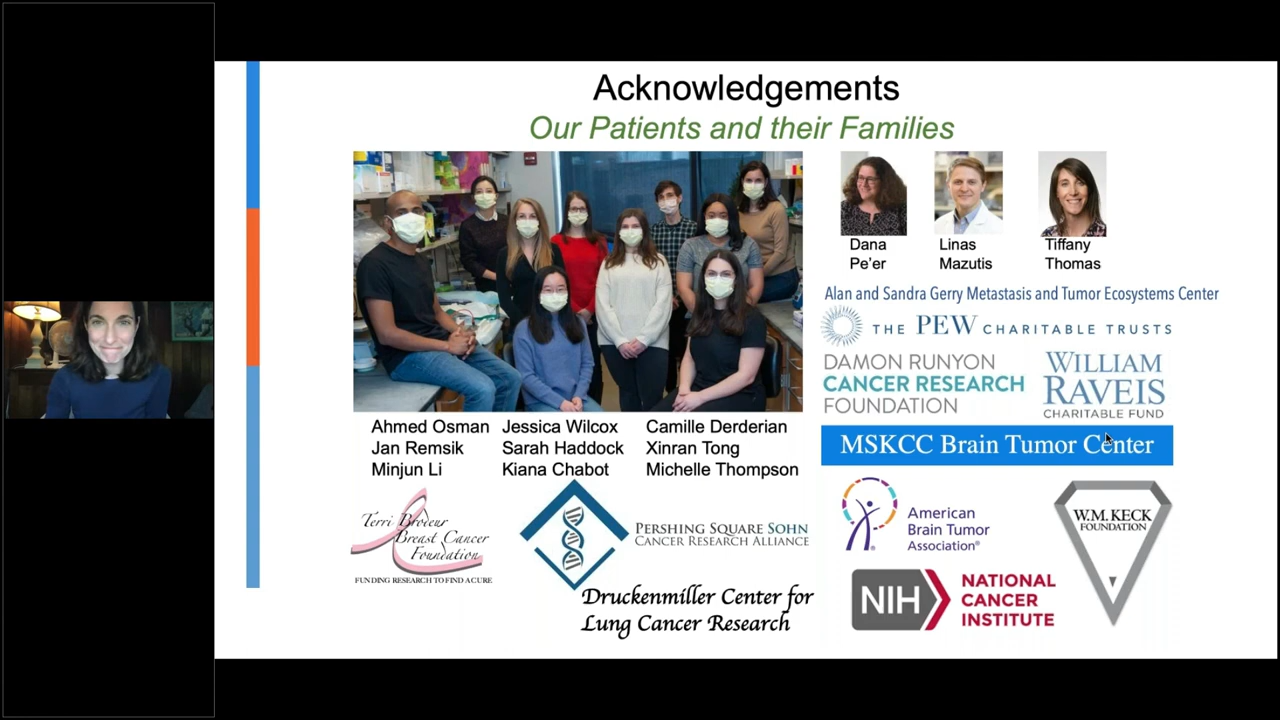 Acknowledgements
Our Patients and their Families
Dana
Pe'er
Linas
Mazutis
Tiffany
Thomas
Alan and Sandra Gerry Metastasis and Tumor Ecosystems Center
THE PEW CHARITABLE TRUSTS
DAMON RUNYON
CANCER RESEARCH
FOUNDATION
WILLIAM
RAVEIS
CHARITABLE FUND
MSKCC Brain Tumor Center
Ahmed Osman
Jan Remsik
Minjun Li
Jessica Wilcox
Sarah Haddock
Kiana Chabot
Camille Derderian
Xinran Tong
Michelle Thompson
Terri Brodeur
Breast Cancer
Foundation
FUNDING RESEARCH TO FIND A CURE
PERSHING SQUARE SOHN
CANCER RESEARCH ALLIANCE
Druckenmiller Center for
Lung Cancer Research
American
Brain Tumor
Association®
W.M. KECK
FOUNDATION
NIH
NATIONAL
CANCER
INSTITUTE